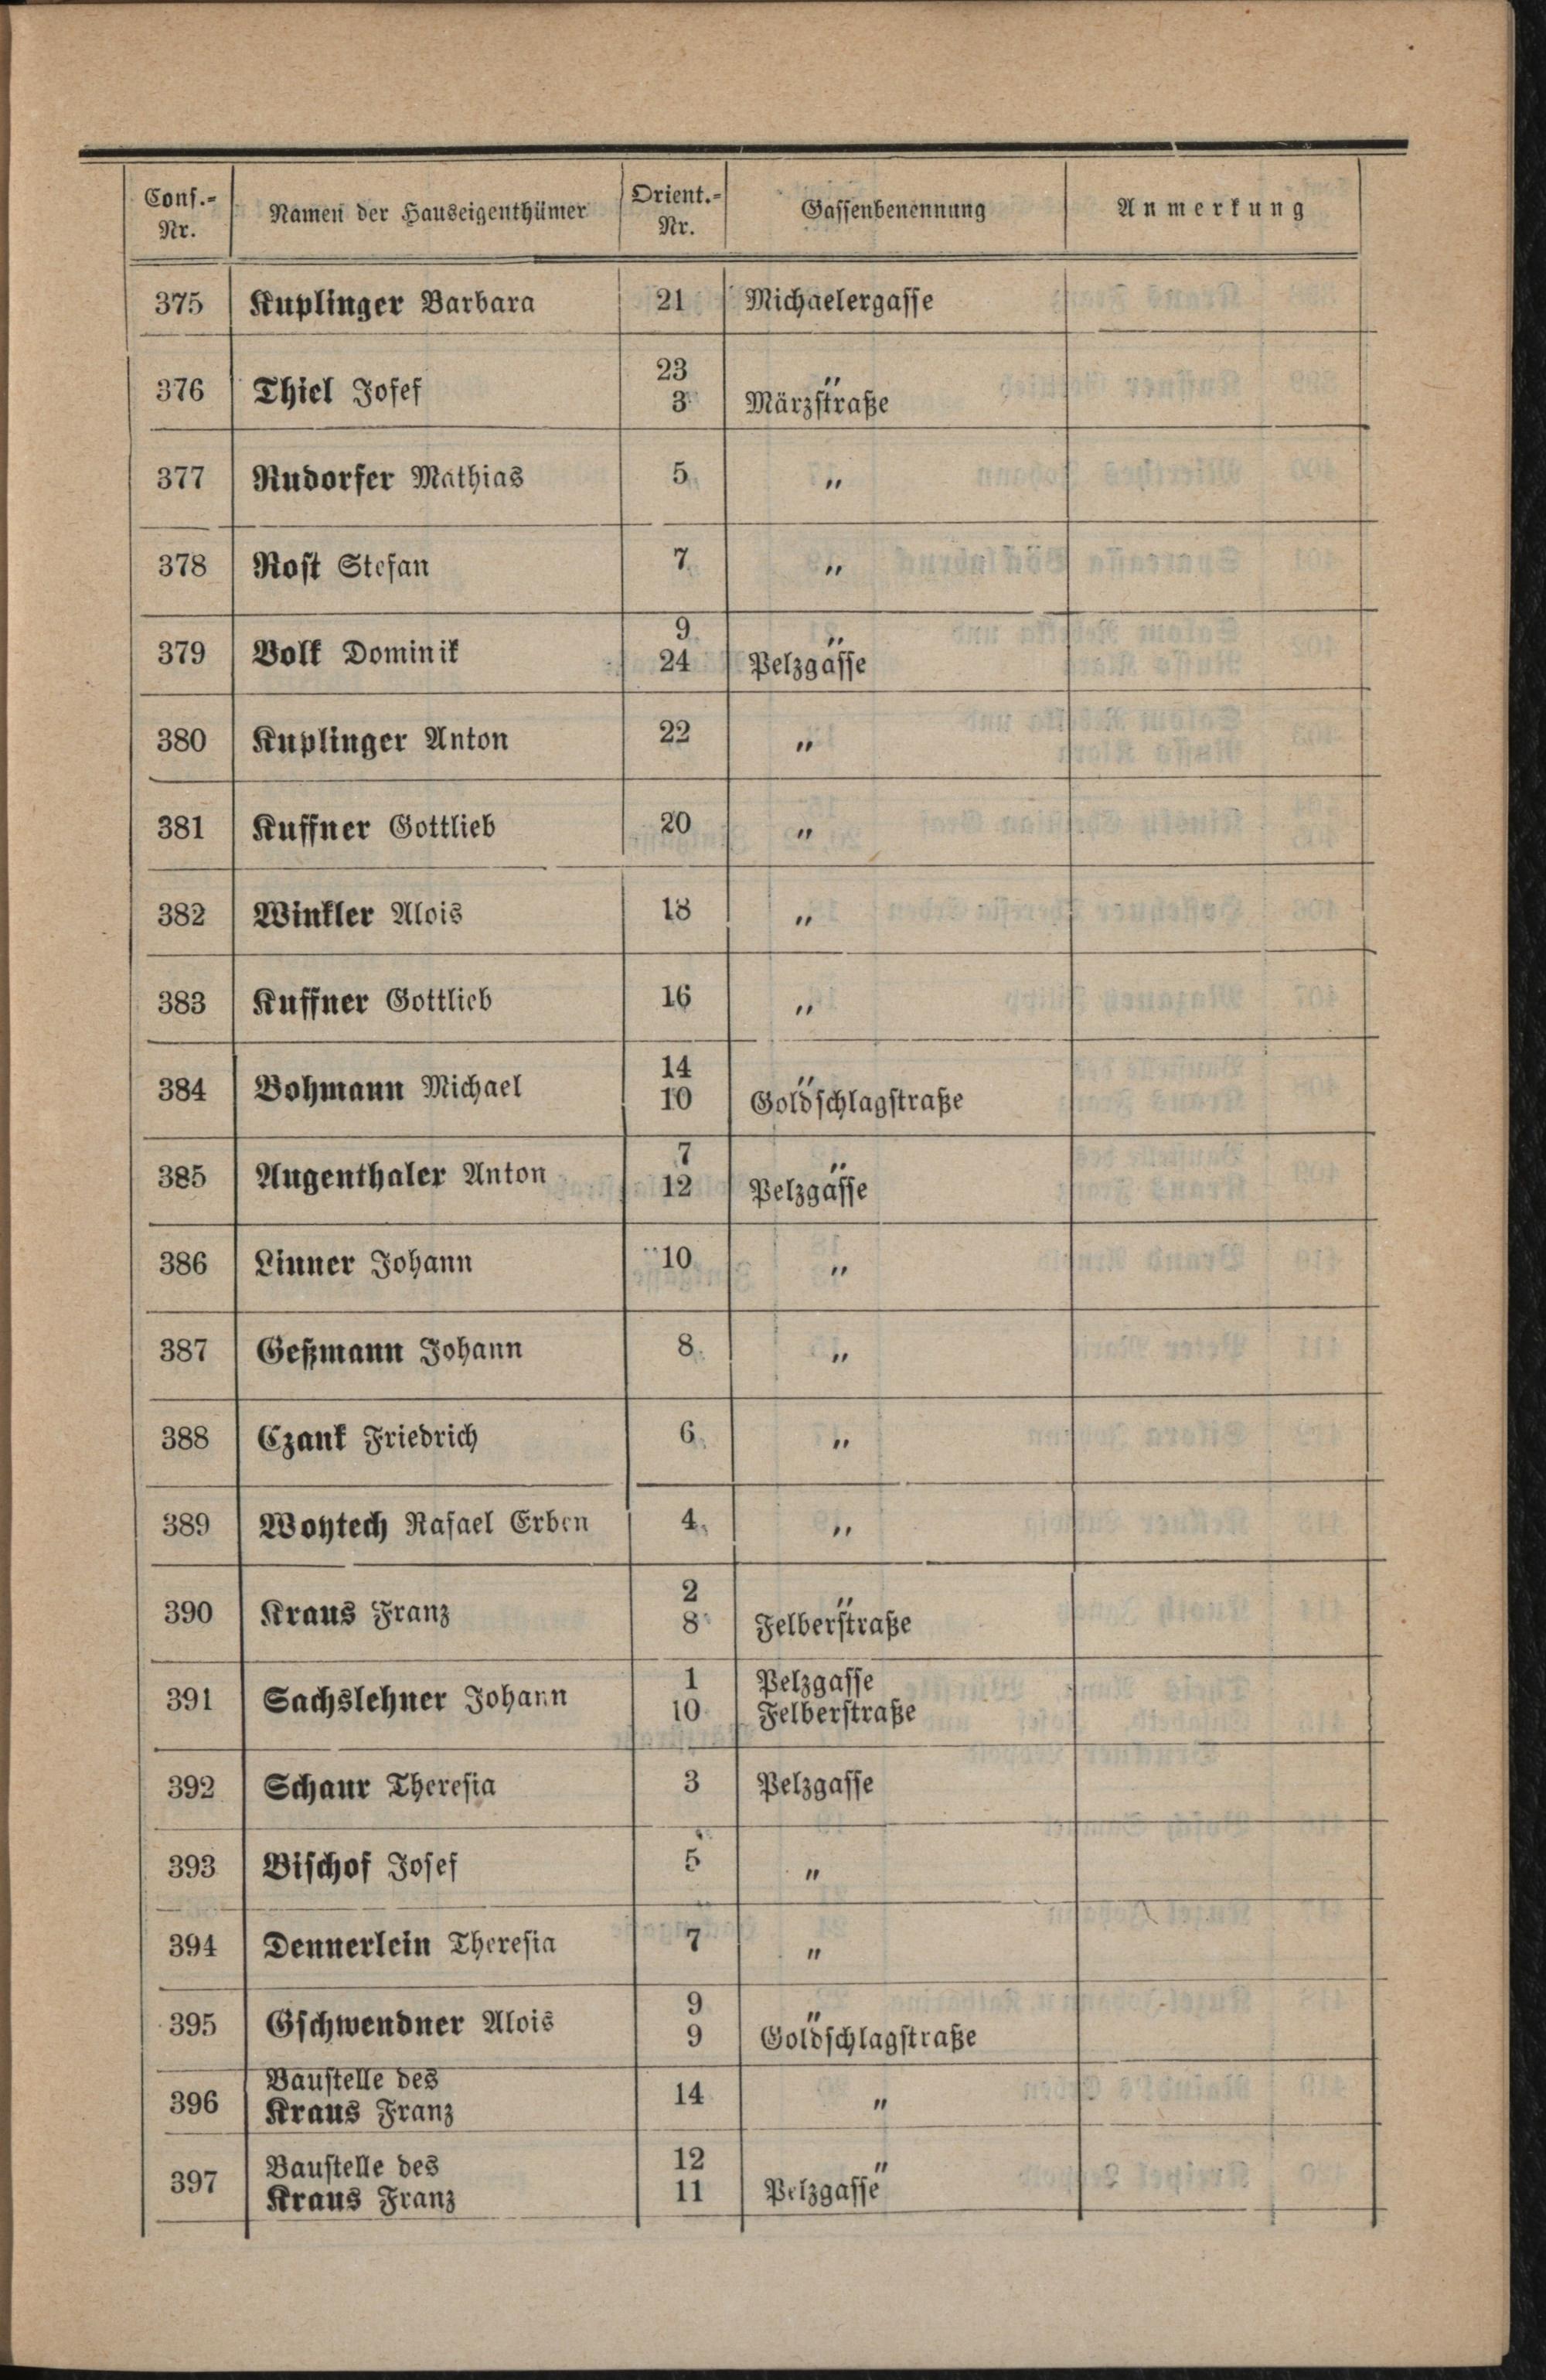 Cons.-Nr. Namen der Hauseigenthümer Orient.-Nr. Gassenbenennung Anmerkung
375 Kuplinger Barbara 21 Michaelergasse
376 Thiel Josef 23 "
3 Märzstraße
377 Rudorfer Mathias 5 "
378 Rost Stefan 7 "
379 Volk Dominik 9 "
24 Pelzgasse
380 Kuplinger Anton 22 "
381 Kuffner Gottlieb 20 "
382 Winkler Alois 18 "
383 Kuffner Gottlieb 16 "
384 Bohmann Michael 14 "
10 Goldschlagstraße
385 Augenthaler Anton 7 "
12 Pelzgasse
386 Linner Johann 10 "
387 Geßmann Johann 8 "
388 Czank Friedrich 6 "
389 Woytech Rafael Erben 4 "
390 Kraus Franz 2 "
8 Felberstraße
391 Sachslehner Johann 1 Pelzgasse
10 Felberstraße
392 Schaur Theresia 3 Pelzgasse
393 Bischof Josef 5 "
394 Dennerlein Theresia 7 "
395 Gschwendner Alois 9 "
9 Goldschlagstraße
396 Baustelle des
Kraus Franz 14 "
397 Baustelle des 12 "
Kraus Franz 11 Pelzgasse